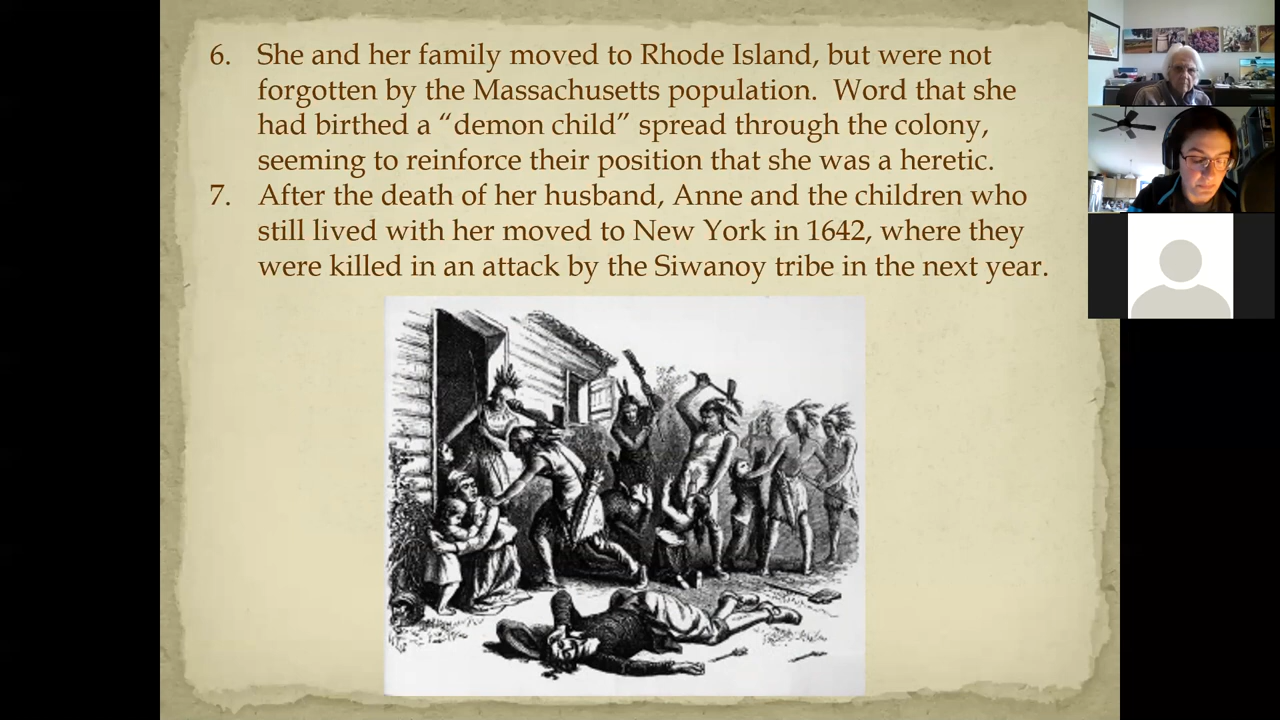 6. She and her family moved to Rhode Island, but were not
forgotten by the Massachusetts population.  Word that she
had birthed a “demon child” spread through the colony,
seeming to reinforce their position that she was a heretic.
7. After the death of her husband, Anne and the children who
still lived with her moved to New York in 1642, where they
were killed in an attack by the Siwanoy tribe in the next year.